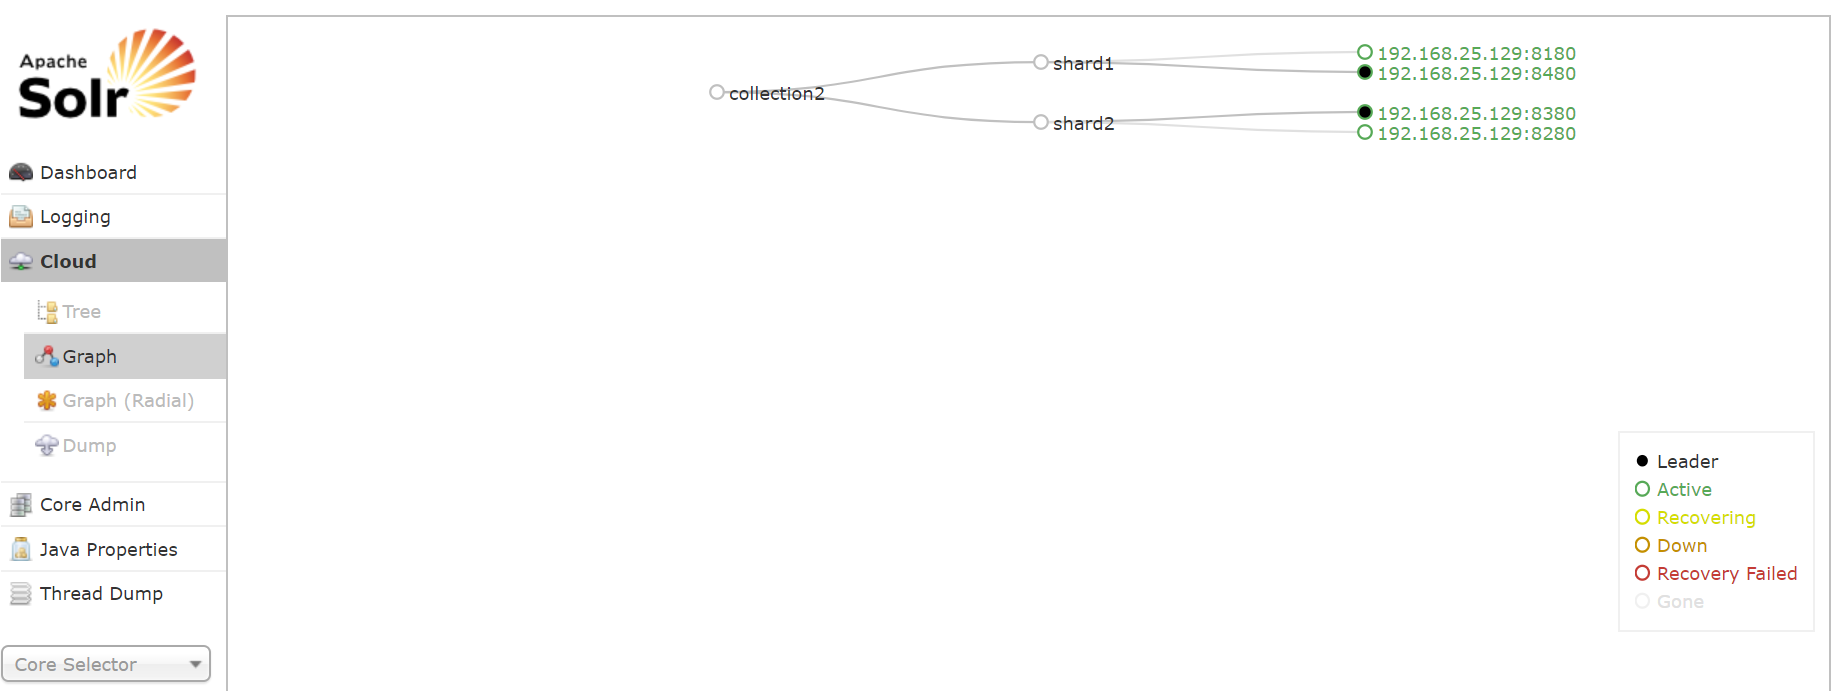 Apache
Solr
Dashboard
Logging
Cloud
Tree
Graph
Graph (Radial)
Dump
Core Admin
Java Properties
Thread Dump
Core Selector
collection2
shard1
192.168.25.129:8180
192.168.25.129:8480
shard2
192.168.25.129:8380
192.168.25.129:8280
Leader
Active
Recovering
Down
Recovery Failed
Gone